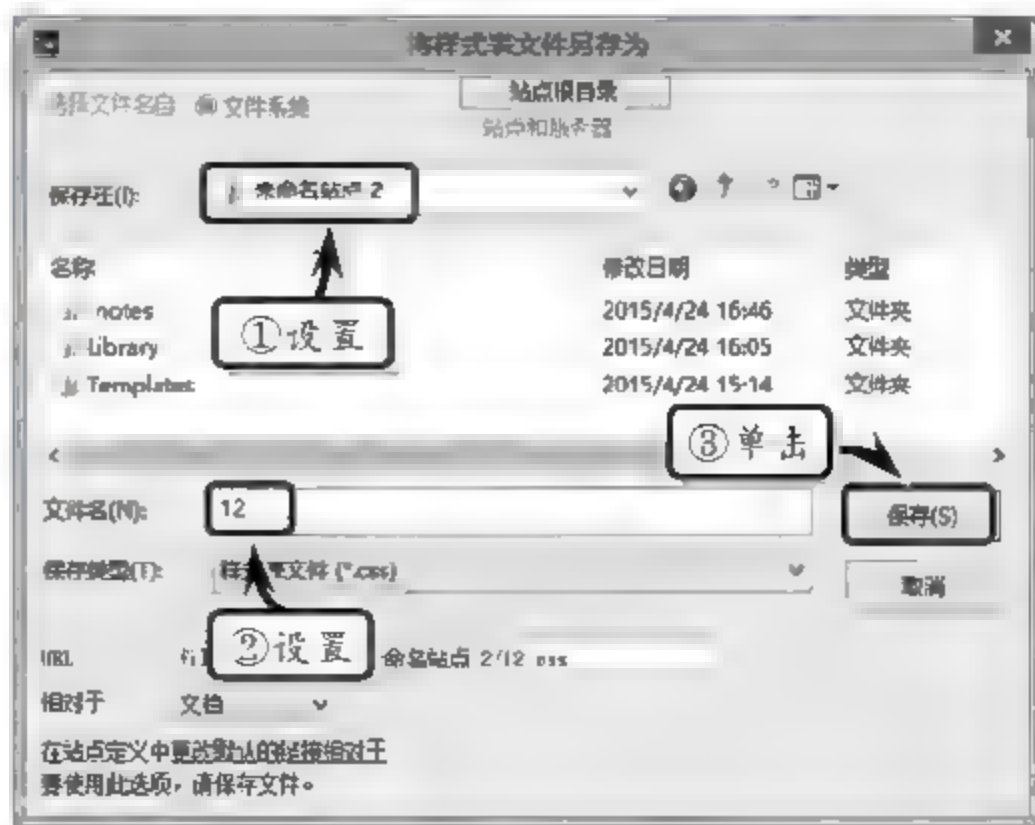 将样式表文件另存为
选择文件名自 文件系统 站点根目录
站点和服务器
保存在(I): 未命名站点 2
名称 修改日期 类型
notes 2015/4/24 16:46 文件夹
Library 2015/4/24 16:05 文件夹
Templates 2015/4/24 15:14 文件夹
①设置
③单击
文件名(N): 12 保存(S)
保存类型(T): 文件 (*.css) 取消
②设置
URL 命名站点 2/12.css
相对于 文档
在站点定义中更改默认的链接相对于
要使用此选项，请保存文件。